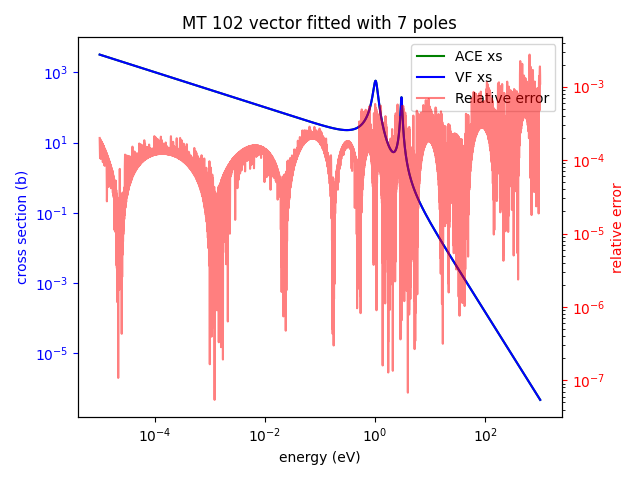 MT 102 vector fitted with 7 poles
ACE xs
VF xs
Relative error
10³
10¹
10⁻¹
10⁻³
10⁻⁵
cross section (b)
10⁻³
10⁻⁴
10⁻⁵
10⁻⁶
10⁻⁷
relative error
10⁻⁴
10⁻²
10⁰
10²
energy (eV)